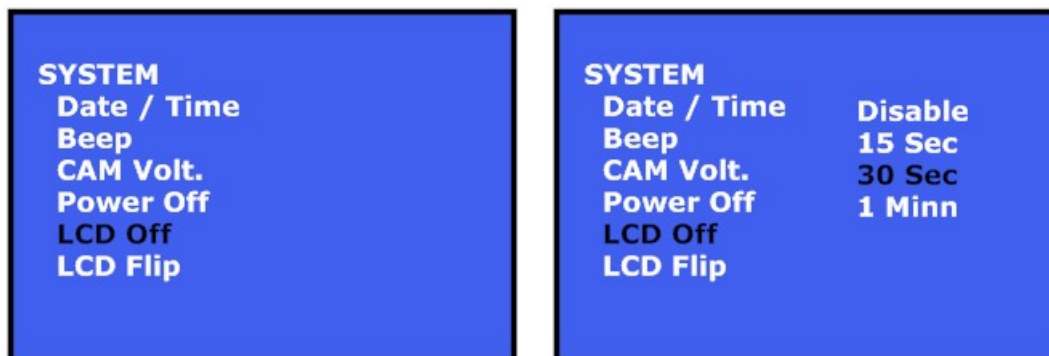 SYSTEM
Date / Time
Beep
CAM Volt.
Power Off
LCD Off
LCD Flip
SYSTEM
Date / Time
Beep
CAM Volt.
Power Off
LCD Off
LCD Flip
Disable
15 Sec
30 Sec
1 Minn